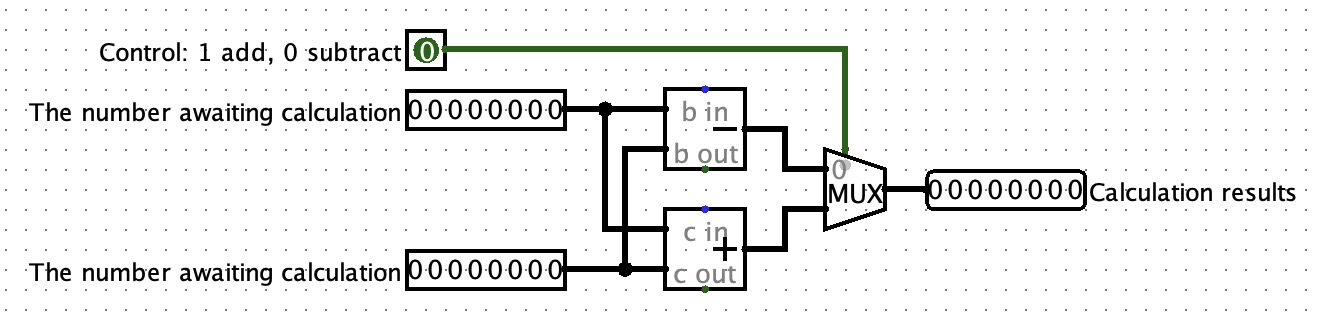 Control: 1 add, 0 subtract 0
The number awaiting calculation 00000000
b in
−
b out
0
MUX
00000000 Calculation results
c in
+
c out
The number awaiting calculation 00000000